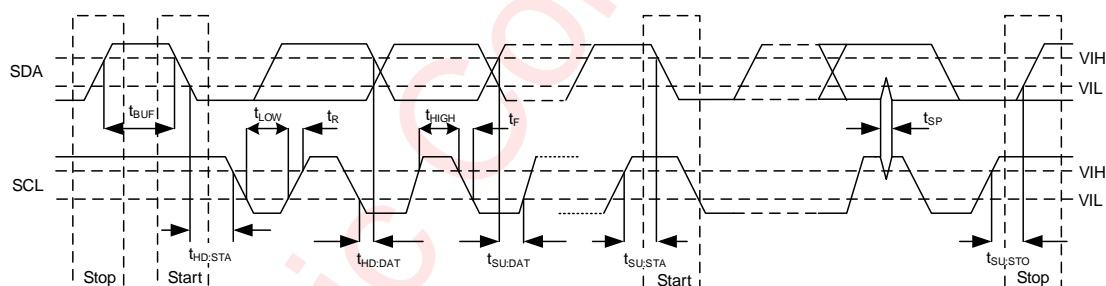 SDA
VIH
VIL
tBUF
tLOW
tR
tHIGH
tF
tSP
SCL
VIH
VIL
tHD:STA
tHD:DAT
tSU:DAT
tSU:STA
tSU:STO
Stop
Start
Start
Stop